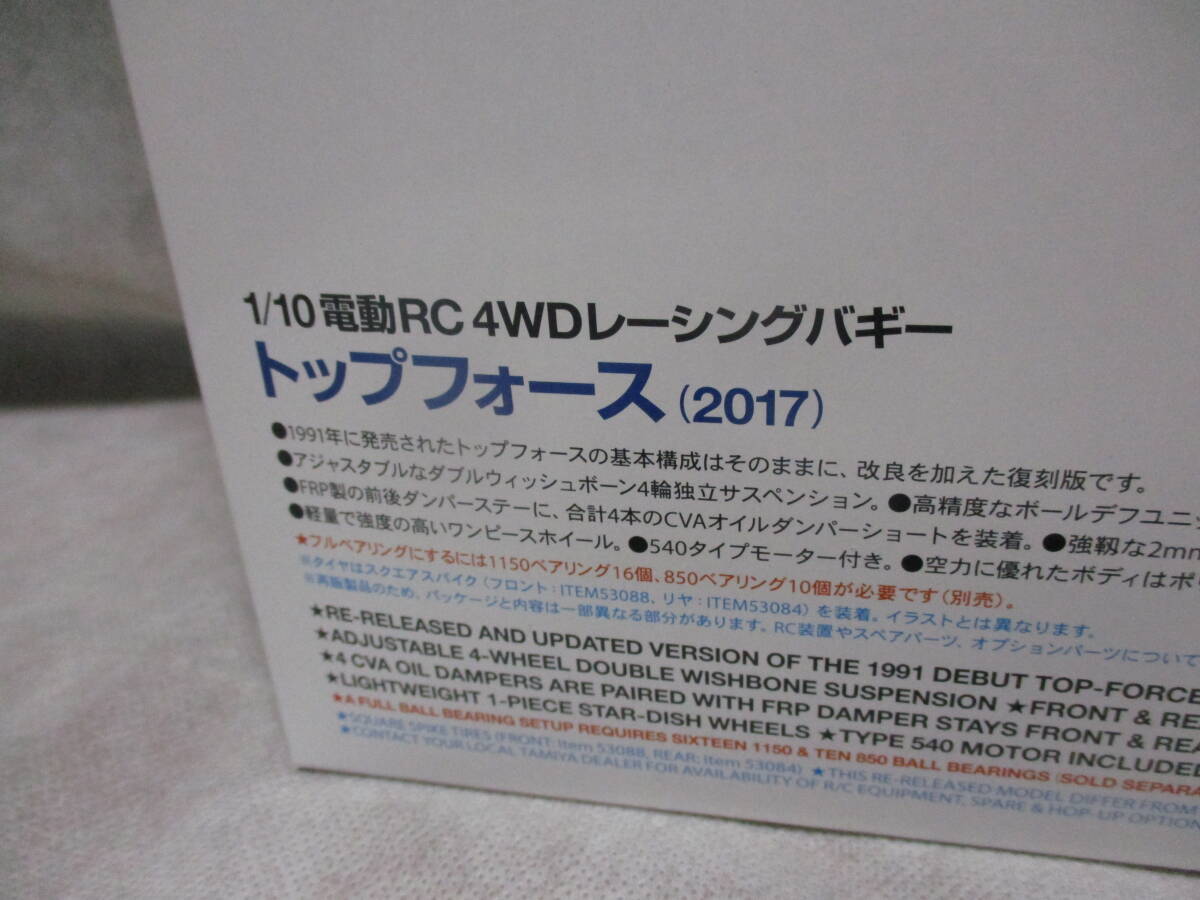 1/10電動RC 4WDレーシングバギー
トップフォース(2017)
●1991年に発売されたトップフォースの基本構成はそのままに、改良を加えた復刻版です。
●アジャスタブルなダブルウィッシュボーン4輪独立サスペンション。●高精度なボールデフユニ
●FRP製の前後ダンパーステーに、合計4本のCVAオイルダンパーショートを装着。●強靱な2mm
●軽量で強度の高いワンピースホイール。●540タイプモーター付き。●空力に優れたボディはポ
★フルベアリングにするには1150ベアリング16個、850ベアリング10個が必要です(別売)。
※タイヤはスクエアスパイク(フロント:ITEM53088、リヤ:ITEM53084)を装着。イラストとは異なります。
※再販製品のため、パッケージと内容は一部異なる部分があります。RC装置やスペアパーツ、オプションパーツについて
★RE-RELEASED AND UPDATED VERSION OF THE 1991 DEBUT TOP-FORCE
★ADJUSTABLE 4-WHEEL DOUBLE WISHBONE SUSPENSION ★FRONT & RE
★4 CVA OIL DAMPERS ARE PAIRED WITH FRP DAMPER STAYS FRONT & REA
★LIGHTWEIGHT 1-PIECE STAR-DISH WHEELS ★TYPE 540 MOTOR INCLUDED
★A FULL BALL BEARING SETUP REQUIRES SIXTEEN 1150 & TEN 850 BALL BEARINGS (SOLD SEPARA
★SQUARE SPIKE TIRES (FRONT: Item 53088, REAR: Item 53084) ★THIS RE-RELEASED MODEL DIFFER FROM
★CONTACT YOUR LOCAL TAMIYA DEALER FOR AVAILABILITY OF R/C EQUIPMENT, SPARE & HOP-UP OPTION